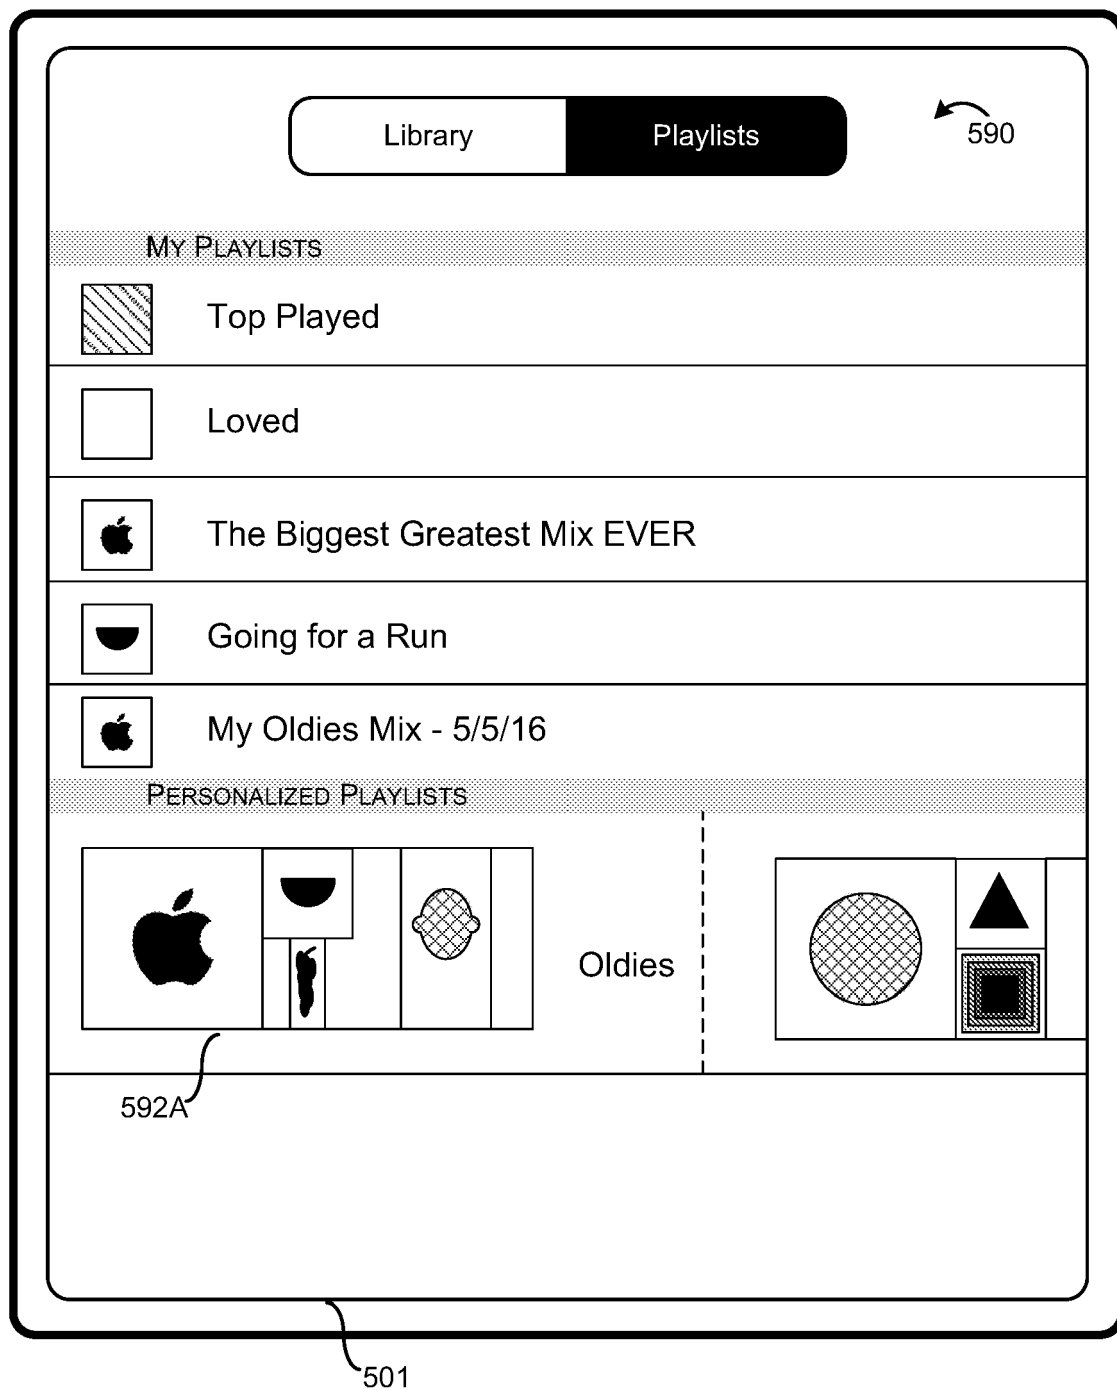 Library Playlists
590
MY PLAYLISTS
Top Played
Loved
The Biggest Greatest Mix EVER
Going for a Run
My Oldies Mix - 5/5/16
PERSONALIZED PLAYLISTS
Oldies
592A
501